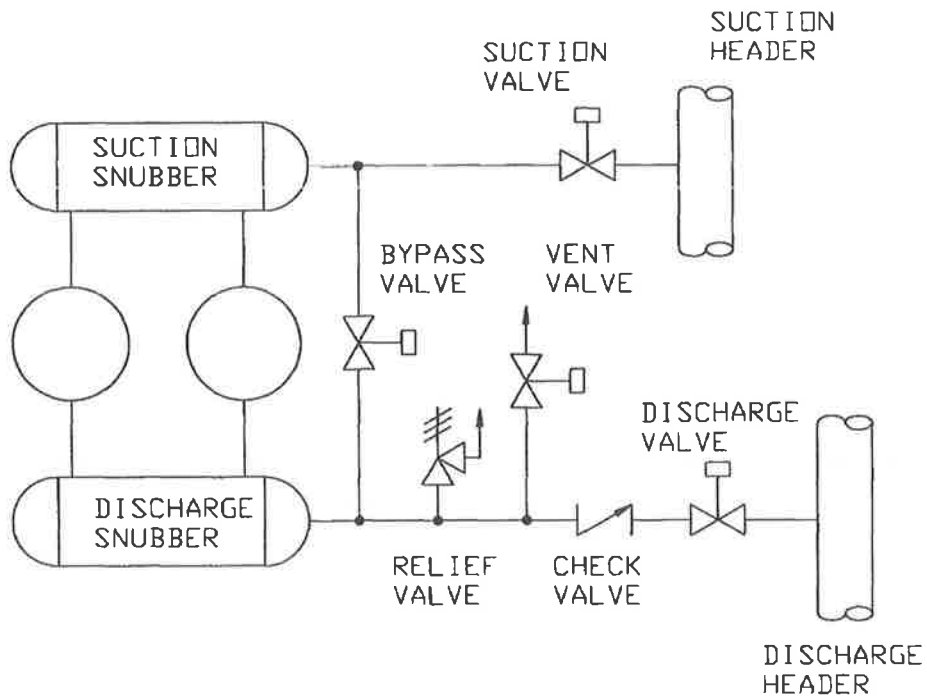 SUCTION
HEADER
SUCTION
VALVE
SUCTION
SNUBBER
BYPASS
VALVE
VENT
VALVE
DISCHARGE
VALVE
DISCHARGE
SNUBBER
RELIEF
VALVE
CHECK
VALVE
DISCHARGE
HEADER